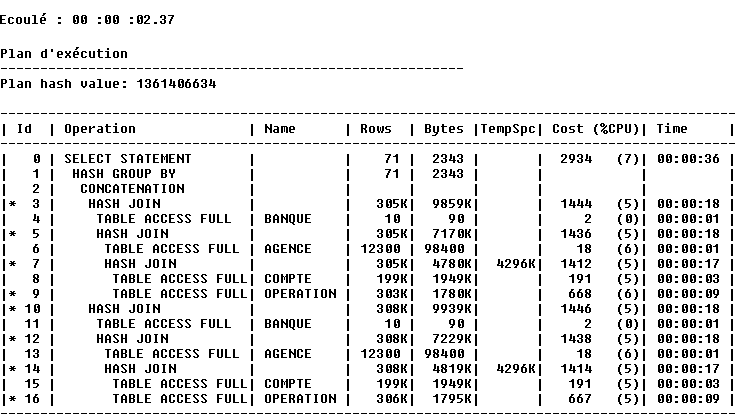 Ecoulé : 00 :00 :02.37
Plan d'exécution
----------------------------------------------------------
Plan hash value: 1361406634
--------------------------------------------------------------------------------------------
| Id  | Operation              | Name      | Rows  | Bytes |TempSpc| Cost (%CPU)| Time     |
--------------------------------------------------------------------------------------------
|   0 | SELECT STATEMENT       |           |    71 |  2343 |       |  2934   (7)| 00:00:36 |
|   1 |  HASH GROUP BY         |           |    71 |  2343 |       |            |          |
|   2 |   CONCATENATION        |           |       |       |       |            |          |
|*  3 |    HASH JOIN           |           |   305K|  9859K|       |  1444   (5)| 00:00:18 |
|   4 |     TABLE ACCESS FULL  | BANQUE    |    10 |    90 |       |     2   (0)| 00:00:01 |
|*  5 |     HASH JOIN          |           |   305K|  7170K|       |  1436   (5)| 00:00:18 |
|   6 |      TABLE ACCESS FULL | AGENCE    | 12300 | 98400 |       |    18   (6)| 00:00:01 |
|*  7 |      HASH JOIN         |           |   305K|  4780K|  4296K|  1412   (5)| 00:00:17 |
|   8 |       TABLE ACCESS FULL| COMPTE    |   199K|  1949K|       |   191   (5)| 00:00:03 |
|*  9 |       TABLE ACCESS FULL| OPERATION |   303K|  1780K|       |   668   (6)| 00:00:09 |
|* 10 |    HASH JOIN           |           |   308K|  9939K|       |  1446   (5)| 00:00:18 |
|  11 |     TABLE ACCESS FULL  | BANQUE    |    10 |    90 |       |     2   (0)| 00:00:01 |
|* 12 |     HASH JOIN          |           |   308K|  7229K|       |  1438   (5)| 00:00:18 |
|  13 |      TABLE ACCESS FULL | AGENCE    | 12300 | 98400 |       |    18   (6)| 00:00:01 |
|* 14 |      HASH JOIN         |           |   308K|  4819K|  4296K|  1414   (5)| 00:00:17 |
|  15 |       TABLE ACCESS FULL| COMPTE    |   199K|  1949K|       |   191   (5)| 00:00:03 |
|* 16 |       TABLE ACCESS FULL| OPERATION |   306K|  1795K|       |   667   (5)| 00:00:09 |
--------------------------------------------------------------------------------------------